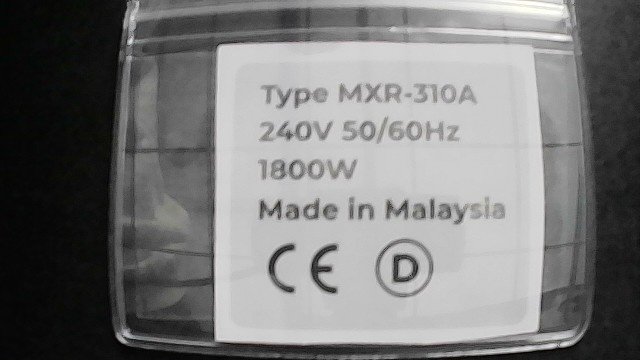 Type MXR-310A
240V 50/60Hz
1800W
Made in Malaysia
CE D